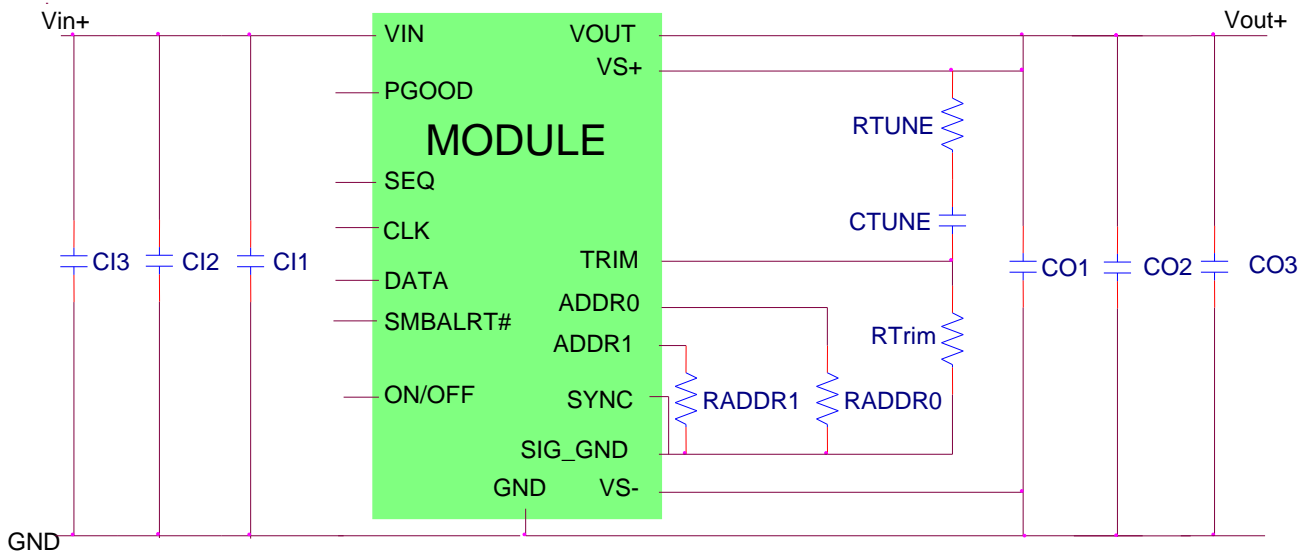 Vin+
Vout+
VIN
VOUT
VS+
PGOOD
RTUNE
MODULE
SEQ
CTUNE
CLK
TRIM
CI3
CI2
CI1
CO1
CO2
CO3
DATA
ADDR0
SMBALRT#
RTrim
ADDR1
ON/OFF
SYNC
RADDR1
RADDR0
SIG_GND
GND
VS-
GND